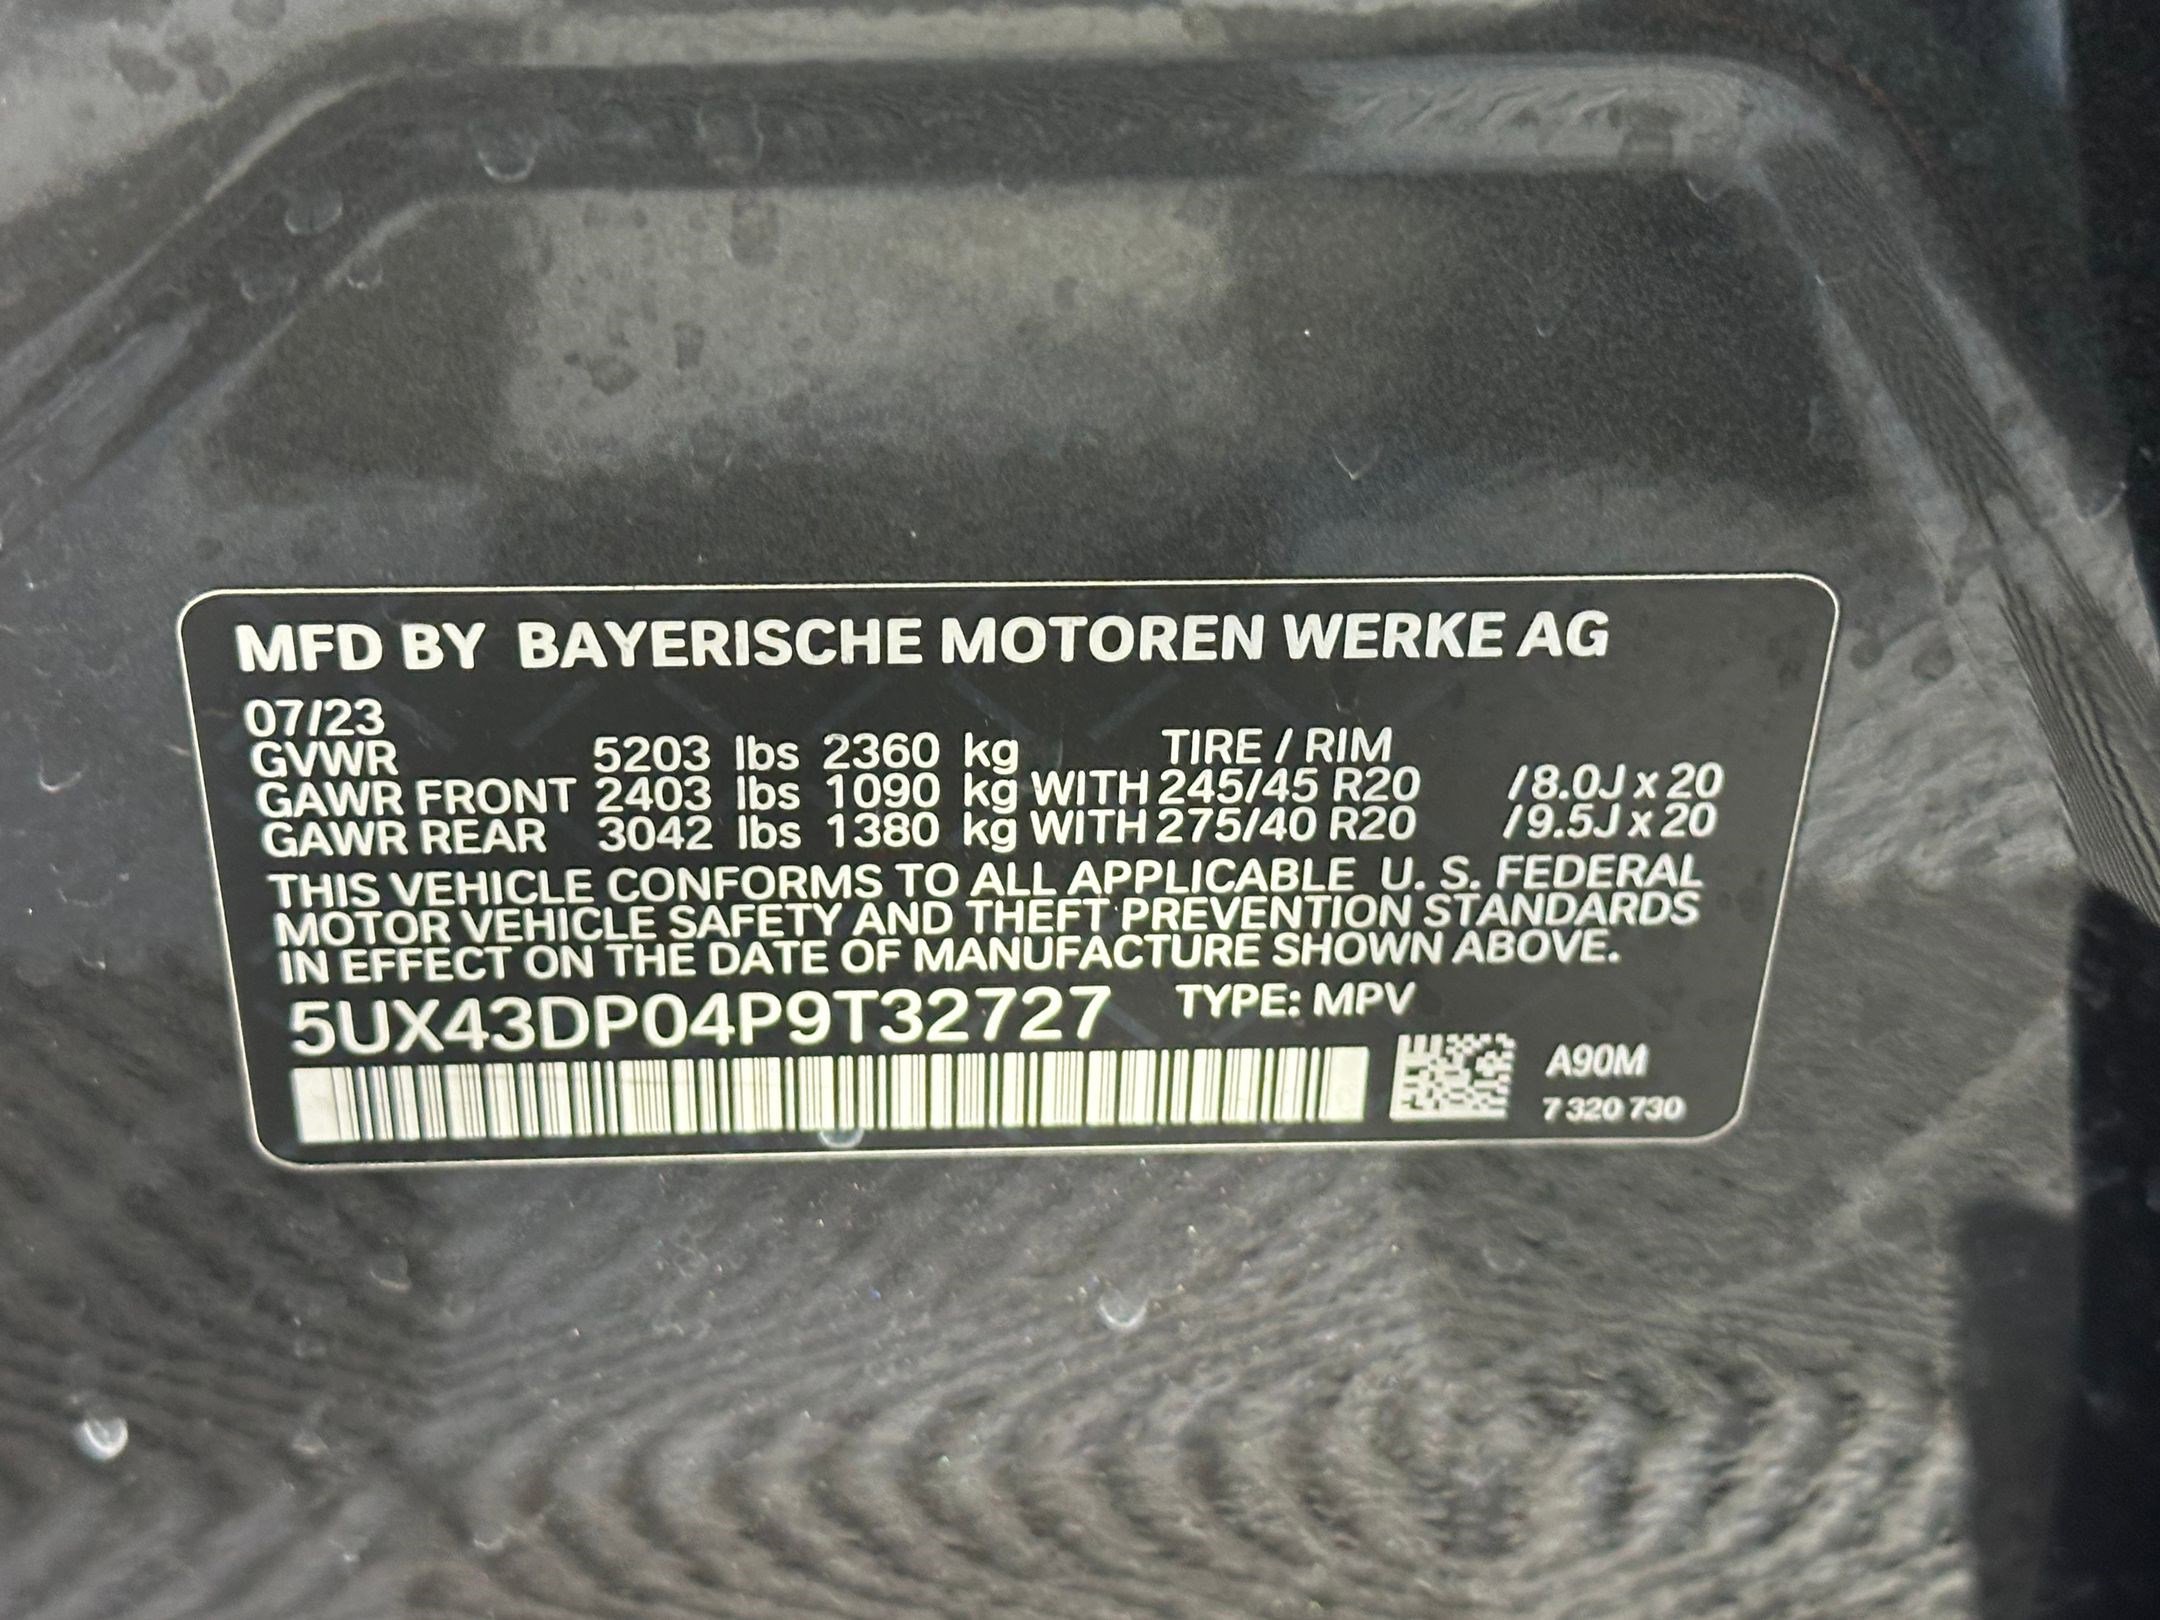 MFD BY BAYERISCHE MOTOREN WERKE AG
07/23
GVWR 5203 lbs 2360 kg TIRE / RIM
GAWR FRONT 2403 lbs 1090 kg WITH 245/45 R20 /8.0J x 20
GAWR REAR 3042 lbs 1380 kg WITH 275/40 R20 /9.5J x 20
THIS VEHICLE CONFORMS TO ALL APPLICABLE U. S. FEDERAL
MOTOR VEHICLE SAFETY AND THEFT PREVENTION STANDARDS
IN EFFECT ON THE DATE OF MANUFACTURE SHOWN ABOVE.
5UX43DP04P9T32727 TYPE: MPV
A90M
7 320 730